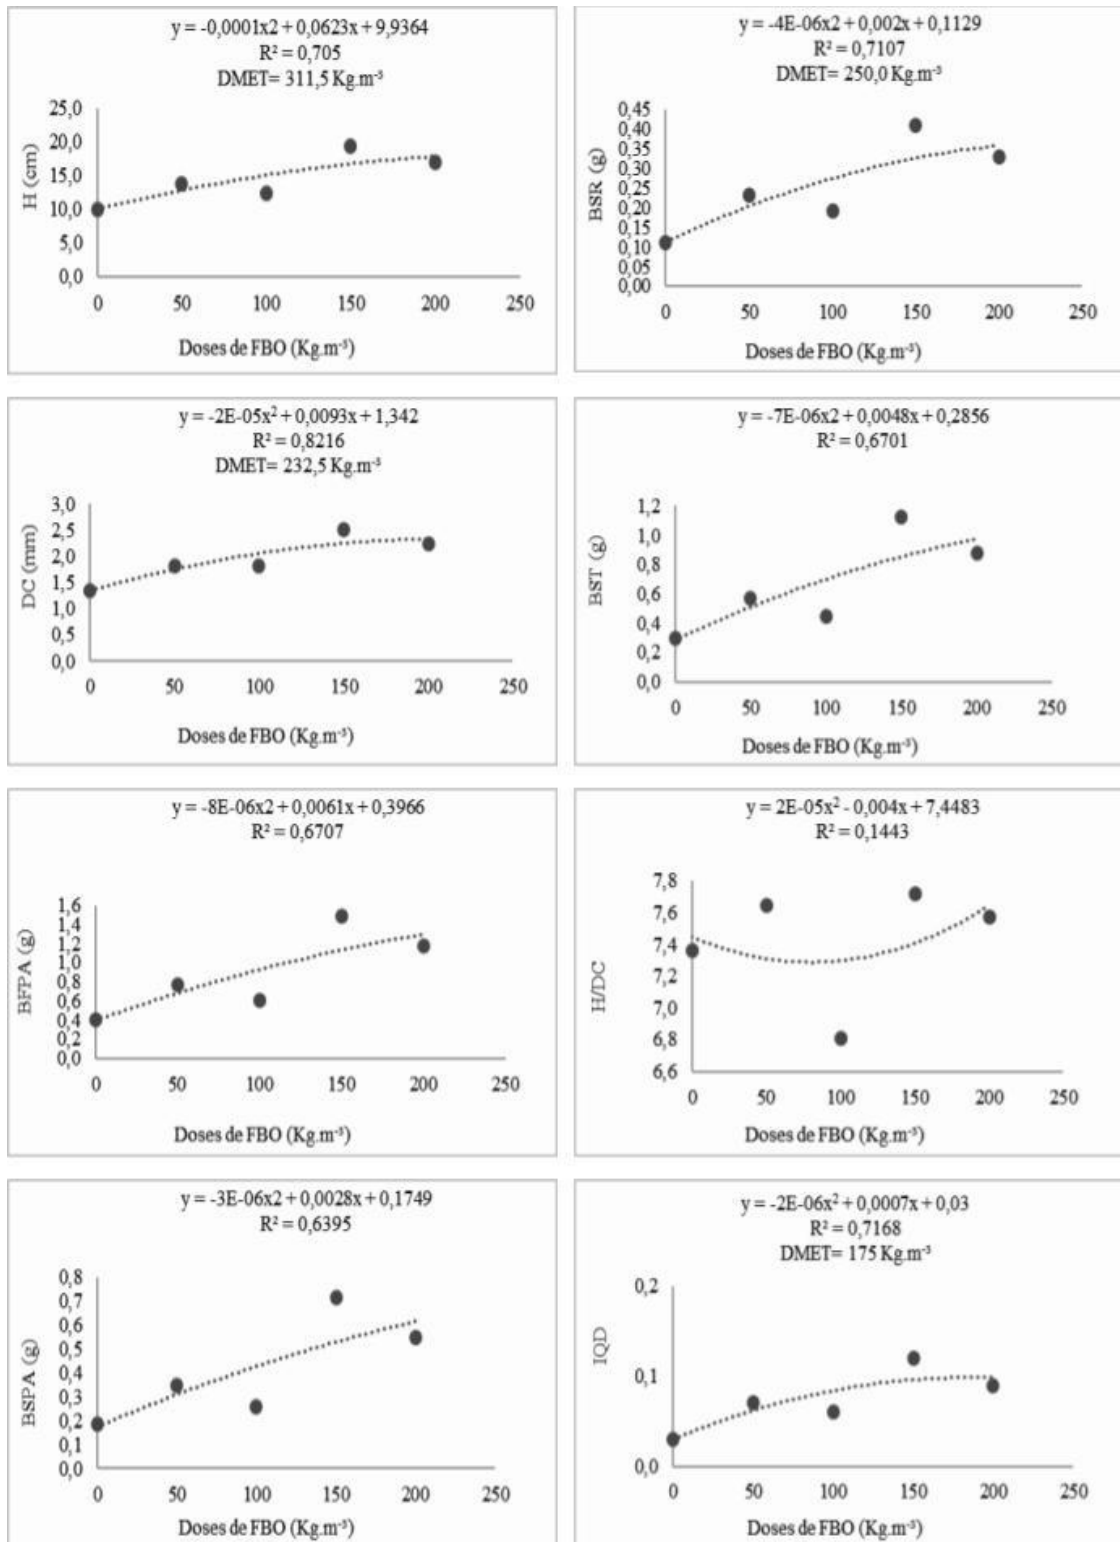 y = -0,0001x2 + 0,0623x + 9,9364
R² = 0,705
DMET= 311,5 Kg.m⁻³
25,0
20,0
15,0
10,0
5,0
0,0
H (cm)
0 50 100 150 200 250
Doses de FBO (Kg.m⁻³)
y = -4E-06x2 + 0,002x + 0,1129
R² = 0,7107
DMET= 250,0 Kg.m⁻³
0,45
0,40
0,35
0,30
0,25
0,20
0,15
0,10
0,05
0,00
BSR (g)
0 50 100 150 200 250
Doses de FBO (Kg.m⁻³)
y = -2E-05x² + 0,0093x + 1,342
R² = 0,8216
DMET= 232,5 Kg.m⁻³
3,0
2,5
2,0
1,5
1,0
0,5
0,0
DC (mm)
0 50 100 150 200 250
Doses de FBO (Kg.m⁻³)
y = -7E-06x2 + 0,0048x + 0,2856
R² = 0,6701
1,2
1,0
0,8
0,6
0,4
0,2
0,0
BST (g)
0 50 100 150 200 250
Doses de FBO (Kg.m⁻³)
y = -8E-06x2 + 0,0061x + 0,3966
R² = 0,6707
1,6
1,4
1,2
1,0
0,8
0,6
0,4
0,2
0,0
BFPA (g)
0 50 100 150 200 250
Doses de FBO (Kg.m⁻³)
y = 2E-05x² - 0,004x + 7,4483
R² = 0,1443
7,8
7,6
7,4
7,2
7,0
6,8
6,6
H/DC
0 50 100 150 200 250
Doses de FBO (Kg.m⁻³)
y = -3E-06x2 + 0,0028x + 0,1749
R² = 0,6395
0,8
0,7
0,6
0,5
0,4
0,3
0,2
0,1
0,0
BSPA (g)
0 50 100 150 200 250
Doses de FBO (Kg.m⁻³)
y = -2E-06x² + 0,0007x + 0,03
R² = 0,7168
DMET= 175 Kg.m⁻³
0,2
0,1
0,0
IQD
0 50 100 150 200 250
Doses de FBO (Kg.m⁻³)